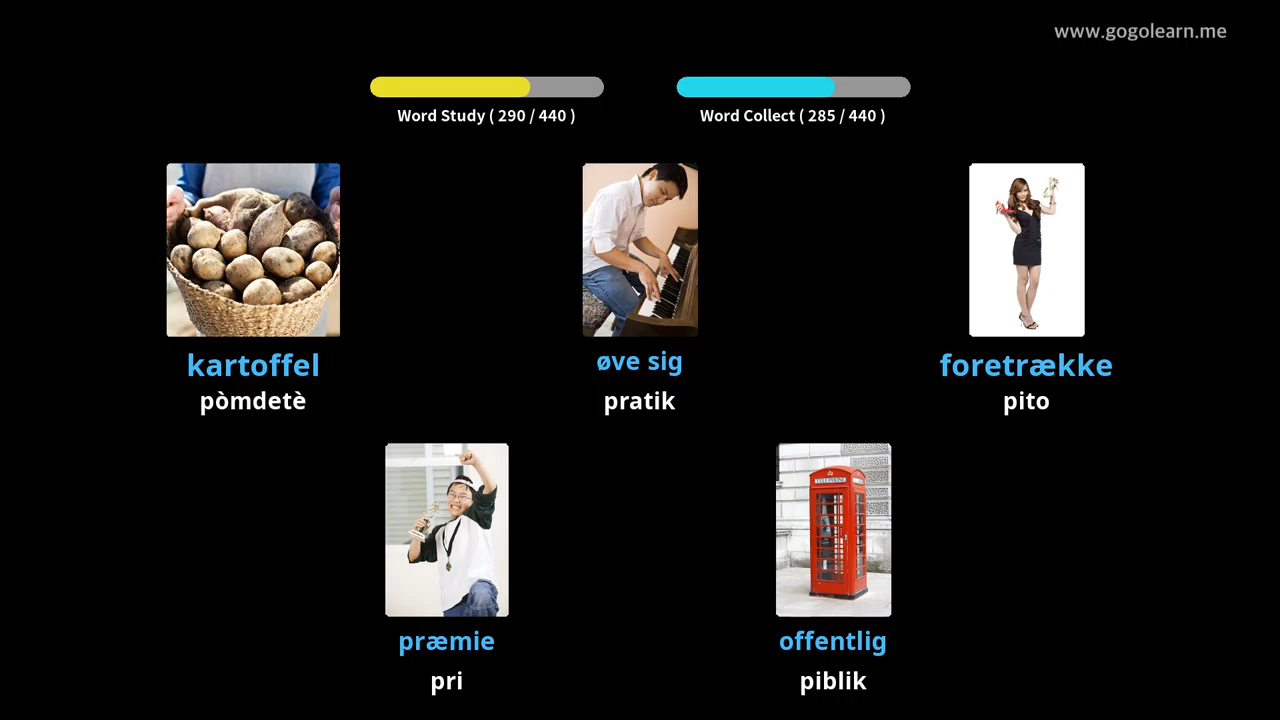 www.gogolearn.me
Word Study ( 290 / 440 )
Word Collect ( 285 / 440 )
kartoffel
pòmdetè
øve sig
pratik
foretrække
pito
TELEPHONE
præmie
pri
offentlig
piblik